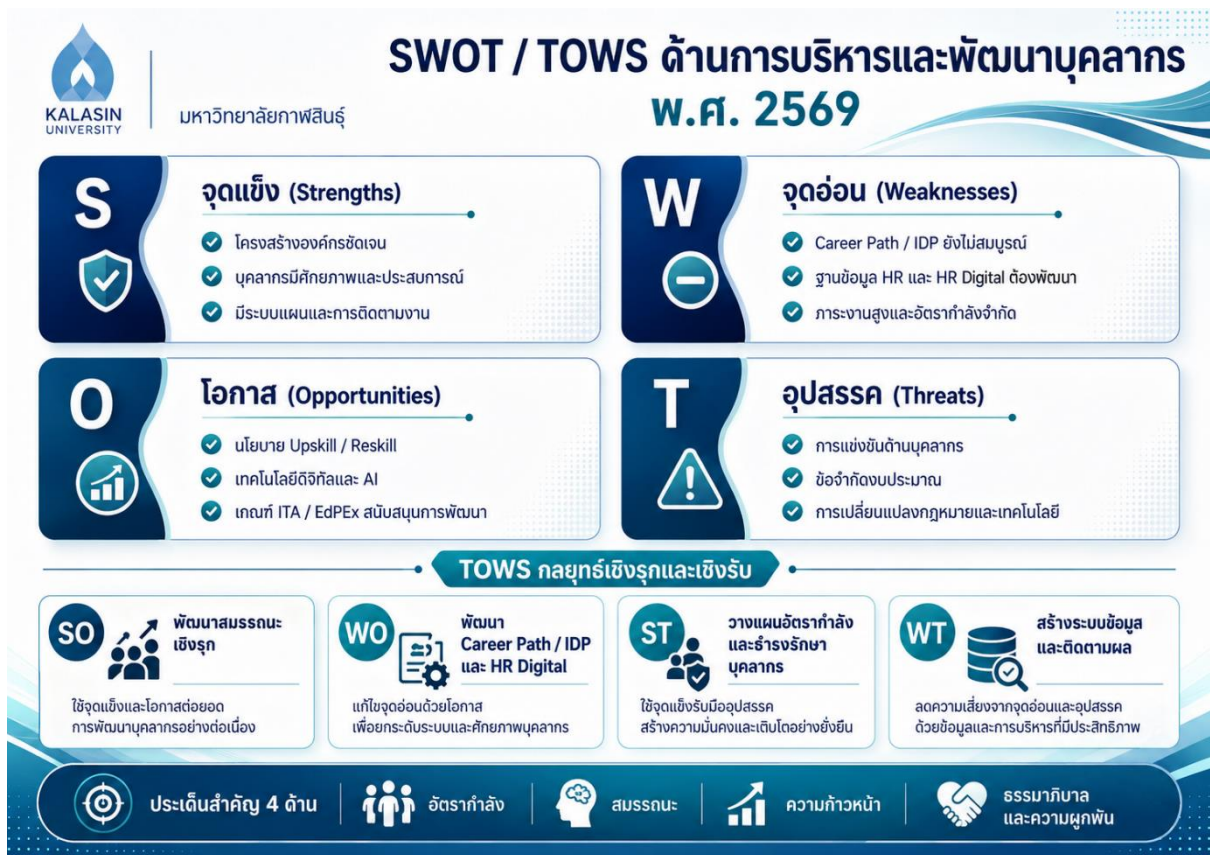 KALASIN
UNIVERSITY
มหาวิทยาลัยกาฬสินธุ์
SWOT / TOWS ด้านการบริหารและพัฒนาบุคลากร
พ.ศ. 2569
S
จุดแข็ง (Strengths)
โครงสร้างองค์กรชัดเจน
บุคลากรมีศักยภาพและประสบการณ์
มีระบบแผนและการติดตามงาน
W
จุดอ่อน (Weaknesses)
Career Path / IDP ยังไม่สมบูรณ์
ฐานข้อมูล HR และ HR Digital ต้องพัฒนา
ภาระงานสูงและอัตรากำลังจำกัด
O
โอกาส (Opportunities)
นโยบาย Upskill / Reskill
เทคโนโลยีดิจิทัลและ AI
เกณฑ์ ITA / EdPEx สนับสนุนการพัฒนา
T
อุปสรรค (Threats)
การแข่งขันด้านบุคลากร
ข้อจำกัดงบประมาณ
การเปลี่ยนแปลงกฎหมายและเทคโนโลยี
TOWS กลยุทธ์เชิงรุกและเชิงรับ
SO
พัฒนาสมรรถนะ
เชิงรุก
ใช้จุดแข็งและโอกาสต่อยอด
การพัฒนาบุคลากรอย่างต่อเนื่อง
WO
พัฒนา
Career Path / IDP
และ HR Digital
แก้ไขจุดอ่อนด้วยโอกาส
เพื่อยกระดับระบบและศักยภาพบุคลากร
ST
วางแผนอัตรากำลัง
และธำรงรักษา
บุคลากร
ใช้จุดแข็งรับมืออุปสรรค
สร้างความมั่นคงและเติบโตอย่างยั่งยืน
WT
สร้างระบบข้อมูล
และติดตามผล
ลดความเสี่ยงจากจุดอ่อนและอุปสรรค
ด้วยข้อมูลและการบริหารที่มีประสิทธิภาพ
ประเด็นสำคัญ 4 ด้าน
อัตรากำลัง
สมรรถนะ
ความก้าวหน้า
ธรรมาภิบาล
และความผูกพัน